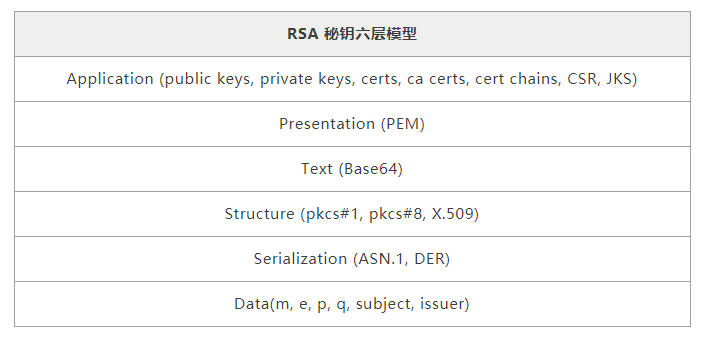 RSA 秘钥六层模型
Application (public keys, private keys, certs, ca certs, cert chains, CSR, JKS)
Presentation (PEM)
Text (Base64)
Structure (pkcs#1, pkcs#8, X.509)
Serialization (ASN.1, DER)
Data(m, e, p, q, subject, issuer)